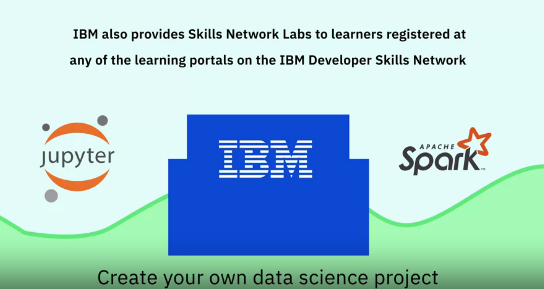 IBM also provides Skills Network Labs to learners registered at
any of the learning portals on the IBM Developer Skills Network
jupyter
IBM
APACHE
Spark™
Create your own data science project